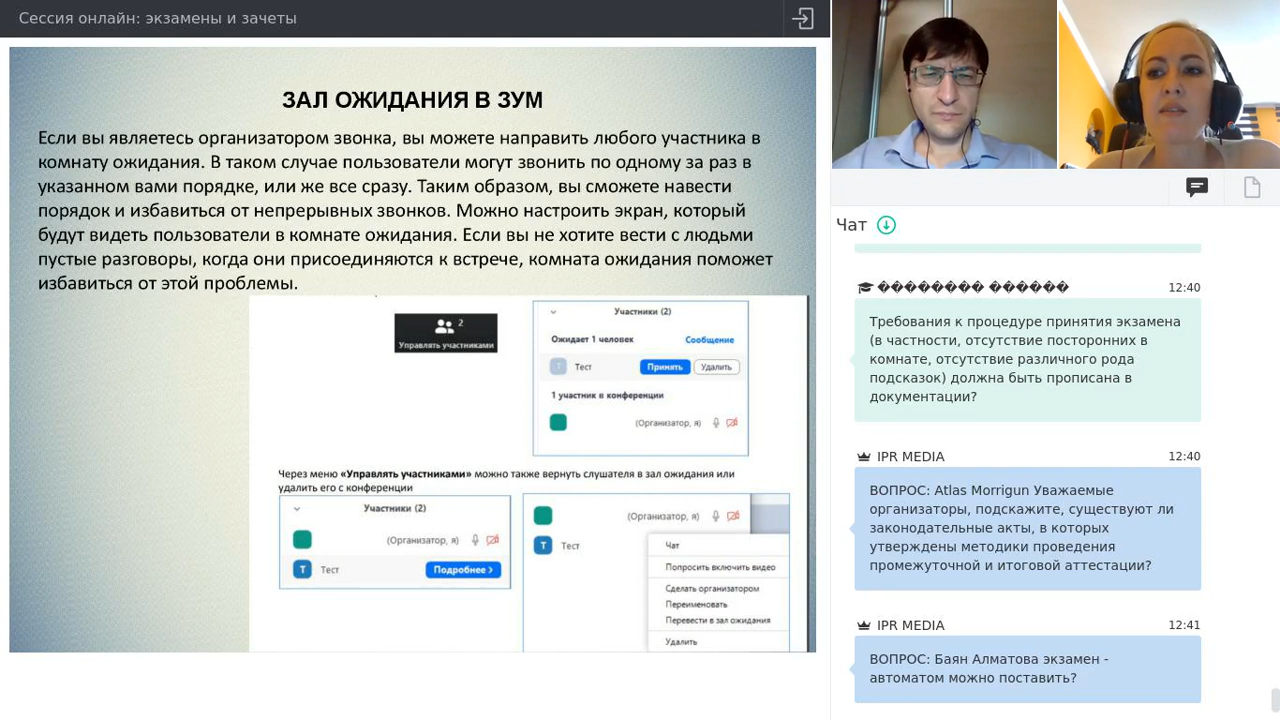 Сессия онлайн: экзамены и зачеты
ЗАЛ ОЖИДАНИЯ В ЗУМ
Если вы являетесь организатором звонка, вы можете направить любого участника в
комнату ожидания. В таком случае пользователи могут звонить по одному за раз в
указанном вами порядке, или же все сразу. Таким образом, вы сможете навести
порядок и избавиться от непрерывных звонков. Можно настроить экран, который
будут видеть пользователи в комнате ожидания. Если вы не хотите вести с людьми
пустые разговоры, когда они присоединяются к встрече, комната ожидания поможет
избавиться от этой проблемы.
2
Управлять участниками
Участники (2)
Ожидает 1 человек Сообщение
Т Тест Принять Удалить
1 участник в конференции
(Организатор, я)
Через меню «Управлять участниками» можно также вернуть слушателя в зал ожидания или
удалить его с конференции
Участники (2)
(Организатор, я)
Т Тест Подробнее >
(Организатор, я)
Т Тест
Чат
Попросить включить видео
Сделать организатором
Переименовать
Перевести в зал ожидания
Удалить
Чат
�������� ������ 12:40
Требования к процедуре принятия экзамена
(в частности, отсутствие посторонних в
комнате, отсутствие различного рода
подсказок) должна быть прописана в
документации?
IPR MEDIA 12:40
ВОПРОС: Atlas Morrigun Уважаемые
организаторы, подскажите, существуют ли
законодательные акты, в которых
утверждены методики проведения
промежуточной и итоговой аттестации?
IPR MEDIA 12:41
ВОПРОС: Баян Алматова экзамен -
автоматом можно поставить?